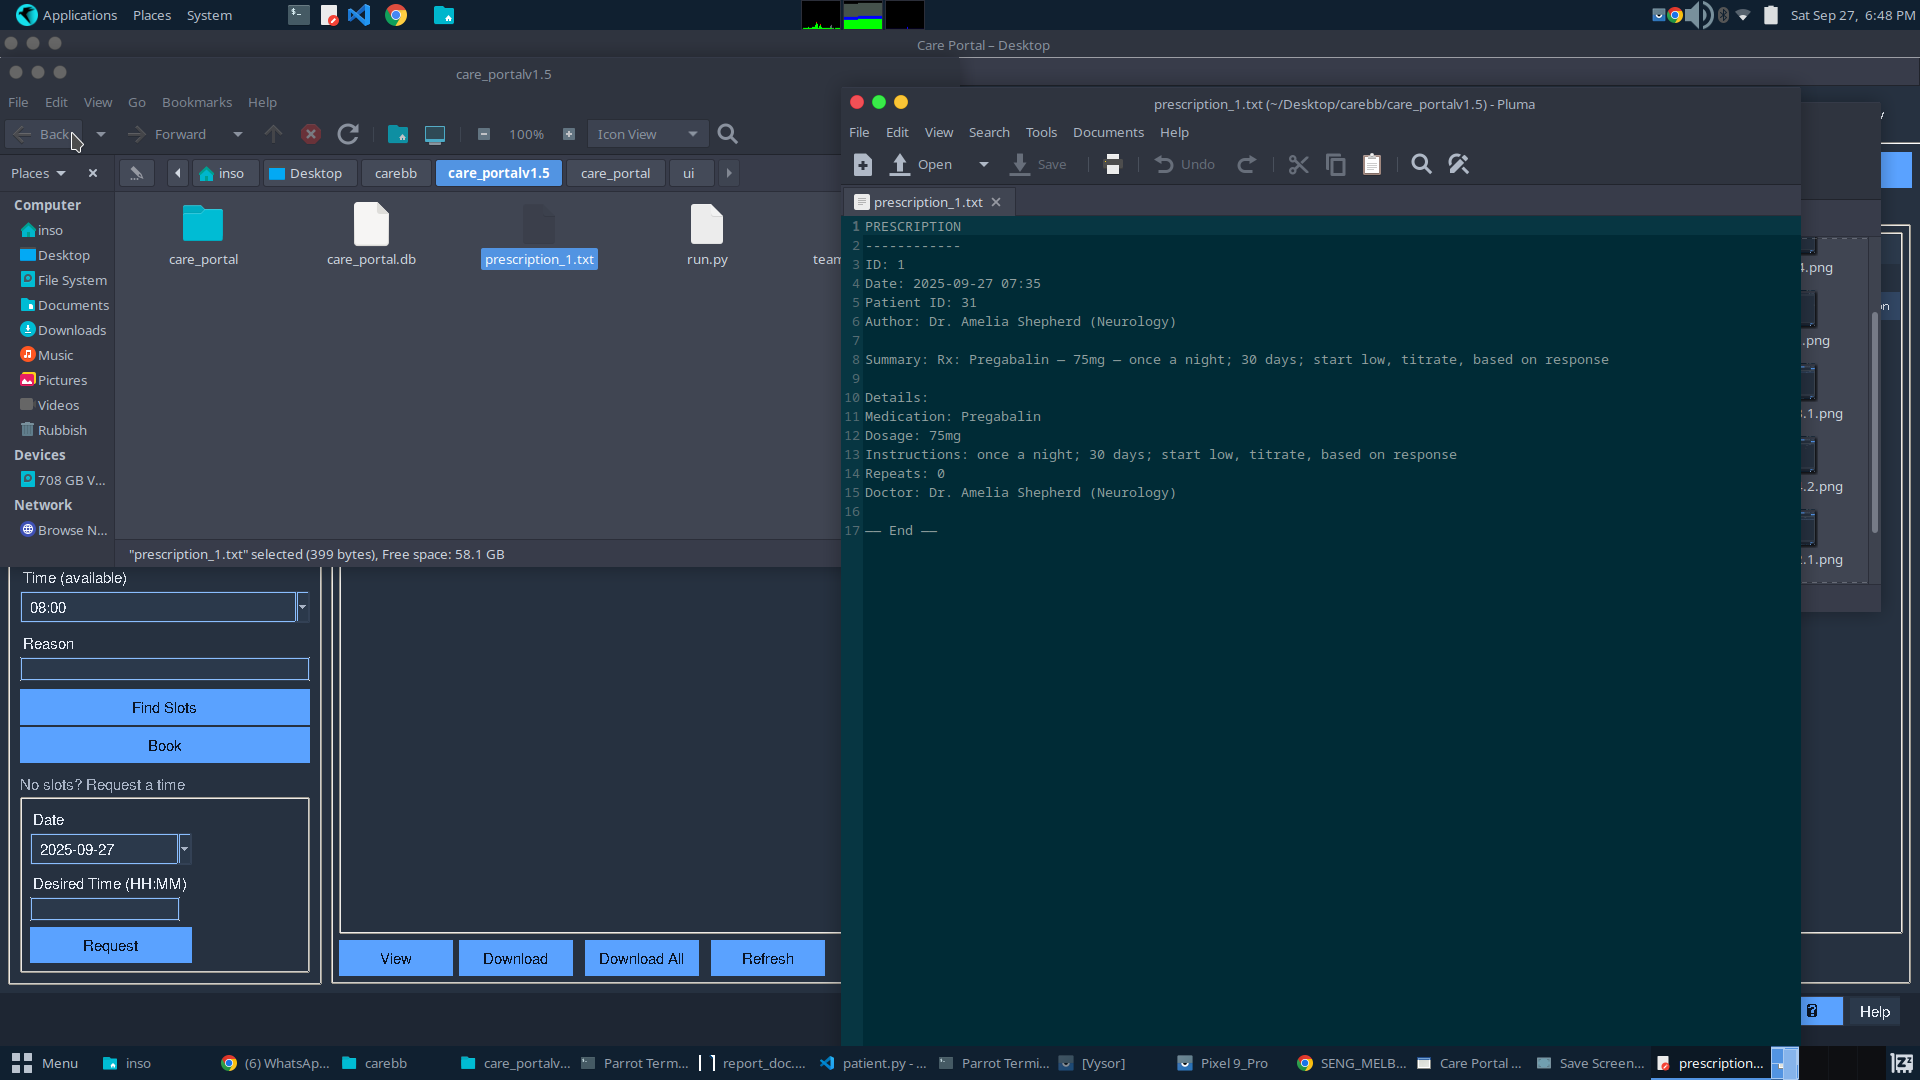 Applications Places System
Sat Sep 27, 6:48 PM
Care Portal – Desktop
care_portalv1.5
File Edit View Go Bookmarks Help
Back Forward 100% Icon View
Places inso Desktop carebb care_portalv1.5 care_portal ui
Computer
inso
Desktop
File System
Documents
Downloads
Music
Pictures
Videos
Rubbish
Devices
708 GB V...
Network
Browse N...
care_portal care_portal.db prescription_1.txt run.py team
"prescription_1.txt" selected (399 bytes), Free space: 58.1 GB
prescription_1.txt (~/Desktop/carebb/care_portalv1.5) - Pluma
File Edit View Search Tools Documents Help
Open Save Undo
prescription_1.txt
1 PRESCRIPTION
2 ------------
3 ID: 1
4 Date: 2025-09-27 07:35
5 Patient ID: 31
6 Author: Dr. Amelia Shepherd (Neurology)
7
8 Summary: Rx: Pregabalin — 75mg — once a night; 30 days; start low, titrate, based on response
9
10 Details:
11 Medication: Pregabalin
12 Dosage: 75mg
13 Instructions: once a night; 30 days; start low, titrate, based on response
14 Repeats: 0
15 Doctor: Dr. Amelia Shepherd (Neurology)
16
17 —— End ——
.png
.png
.1.png
.2.png
.1.png
Time (available)
08:00
Reason
Find Slots
Book
No slots? Request a time
Date
2025-09-27
Desired Time (HH:MM)
Request
View Download Download All Refresh
Help
Menu inso (6) WhatsAp... carebb care_portalv... Parrot Term... report_doc.... patient.py - ... Parrot Termi... [Vysor] Pixel 9_Pro SENG_MELB... Care Portal ... Save Screen... prescription...